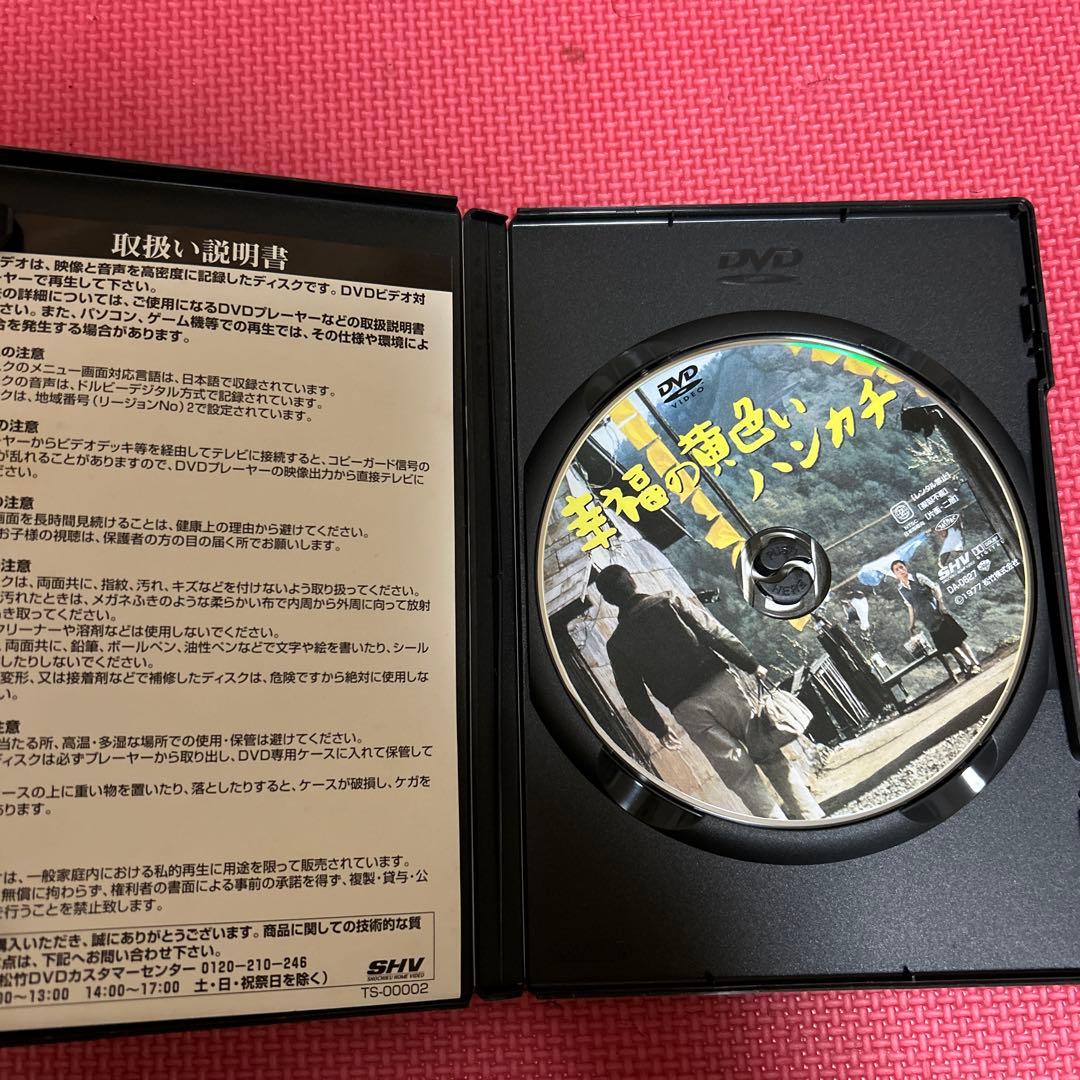 取扱い説明書
デオは、映像と音声を高密度に記録したディスクです。DVDビデオ対
ーヤーで再生して下さい。
の詳細については、ご使用になるDVDプレーヤーなどの取扱説明書
さい。また、パソコン、ゲーム機等での再生では、その仕様や環境によ
合を発生する場合があります。
の注意
スクのメニュー画面対応言語は、日本語で収録されています。
クの音声は、ドルビーデジタル方式で記録されています。
クは、地域番号(リージョンNo)2で設定されています。
の注意
ーヤーからビデオデッキ等を経由してテレビに接続すると、コピーガード信号の
が乱れることがありますので、DVDプレーヤーの映像出力から直接テレビに
ださい。
の注意
画面を長時間見続けることは、健康上の理由から避けてください。
お子様の視聴は、保護者の方の目の届く所でお願いします。
注意
クは、両面共に、指紋、汚れ、キズなどを付けないよう取り扱ってください。
汚れたときは、メガネふきのような柔らかい布で内周から外周に向って放射
き取ってください。
クリーナーや溶剤などは使用しないでください。
、両面共に、鉛筆、ボールペン、油性ペンなどで文字や絵を書いたり、シール
したりしないでください。
変形、又は接着剤などで補修したディスクは、危険ですから絶対に使用しな
い。
注意
当たる所、高温・多湿な場所での使用・保管は避けてください。
ディスクは必ずプレーヤーから取り出し、DVD専用ケースに入れて保管して
ケースの上に重い物を置いたり、落としたりすると、ケースが破損し、ケガを
あります。
オは、一般家庭内における私的再生に用途を限って販売されています。
無償に拘わらず、権利者の書面による事前の承諾を得ず、複製・貸与・公
を行うことを禁止致します。
購入いただき、誠にありがとうございます。商品に関しての技術的な質
点は、下記へお問い合わせ下さい。
松竹DVDカスタマーセンター 0120-210-246
00〜13:00 14:00〜17:00 土・日・祝祭日を除く)
SHV
SHOCHIKU HOME VIDEO
TS-00002
DVD
DVD
VIDEO
幸福の黄色い
ハンカチ
SHV
DA-0627
©1977 松竹株式会社
PUSH
HERE